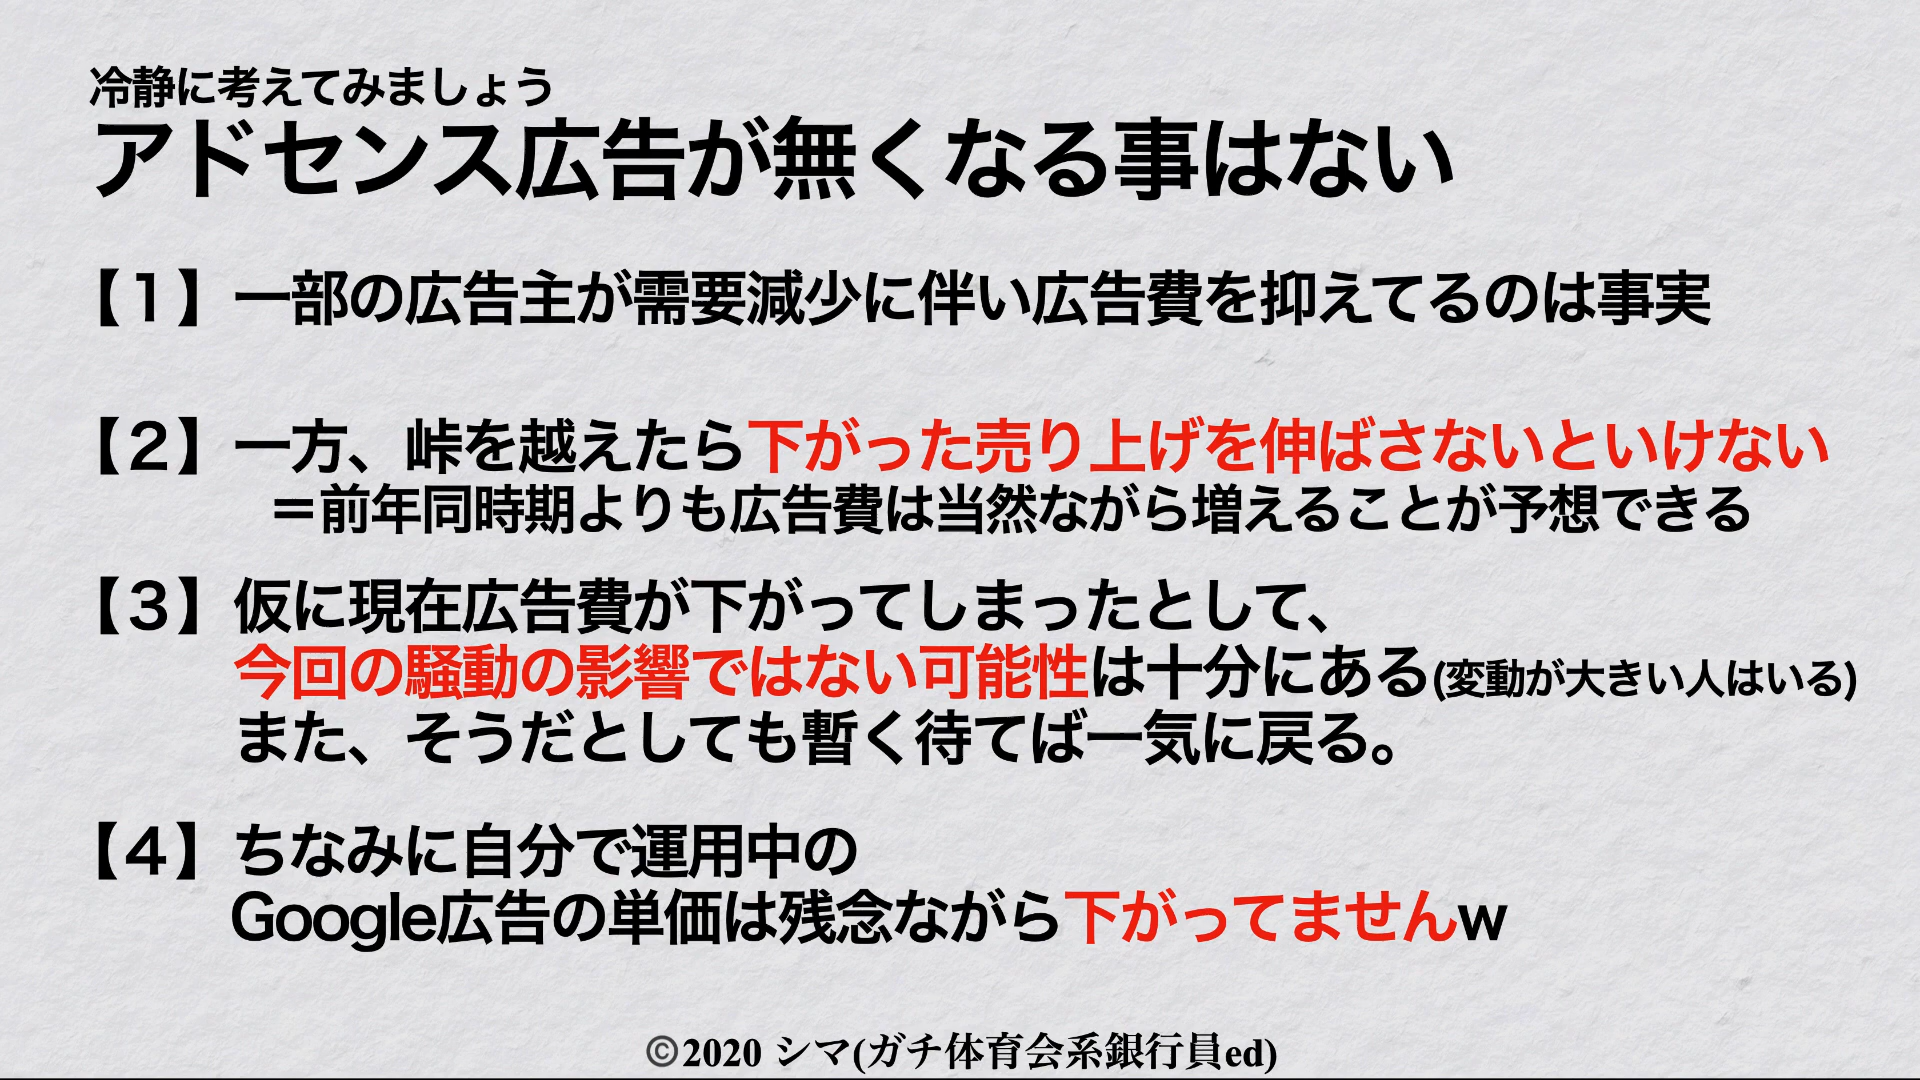 冷静に考えてみましょう
アドセンス広告が無くなる事はない
【１】一部の広告主が需要減少に伴い広告費を抑えてるのは事実
【２】一方、峠を越えたら下がった売り上げを伸ばさないといけない
＝前年同時期よりも広告費は当然ながら増えることが予想できる
【３】仮に現在広告費が下がってしまったとして、
今回の騒動の影響ではない可能性は十分にある(変動が大きい人はいる)
また、そうだとしても暫く待てば一気に戻る。
【４】ちなみに自分で運用中の
Google広告の単価は残念ながら下がってませんw
©2020 シマ(ガチ体育会系銀行員ed)